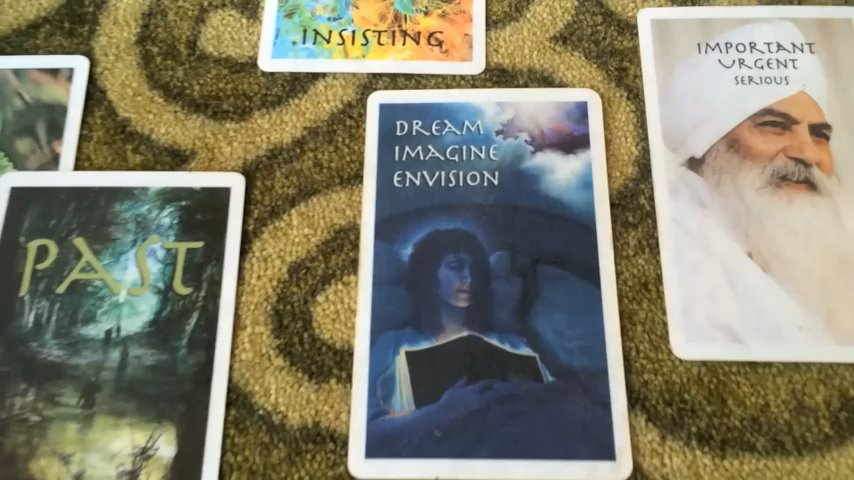 INSISTING
IMPORTANT
URGENT
SERIOUS
DREAM
IMAGINE
ENVISION
PAST